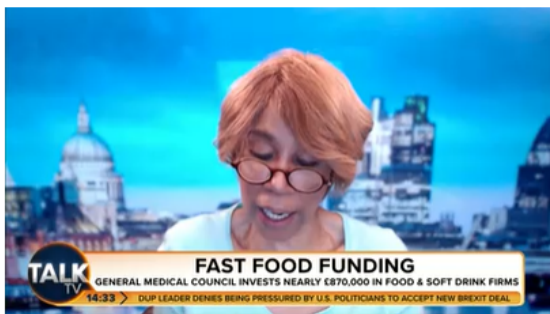 FAST FOOD FUNDING
GENERAL MEDICAL COUNCIL INVESTS NEARLY £870,000 IN FOOD & SOFT DRINK FIRMS
TALK
TV
14:33
DUP LEADER DENIES BEING PRESSURED BY U.S. POLITICIANS TO ACCEPT NEW BREXIT DEAL